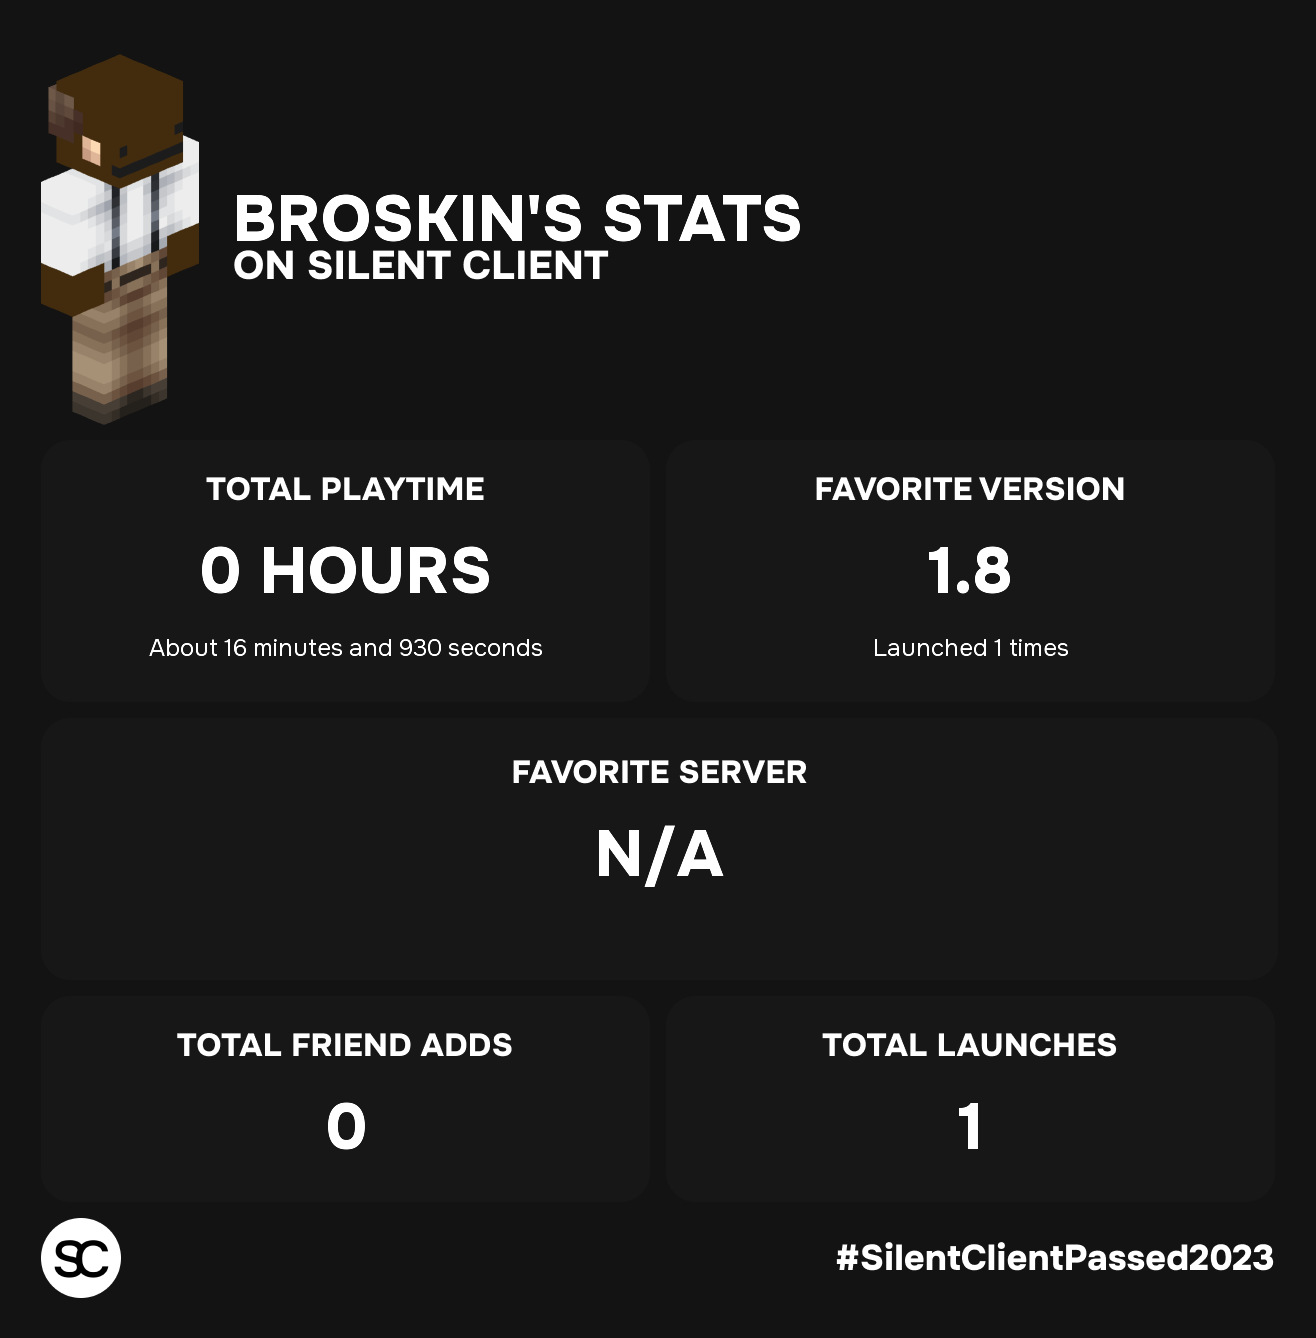 BROSKIN'S STATS
ON SILENT CLIENT
TOTAL PLAYTIME
0 HOURS
About 16 minutes and 930 seconds
FAVORITE VERSION
1.8
Launched 1 times
FAVORITE SERVER
N/A
TOTAL FRIEND ADDS
0
TOTAL LAUNCHES
1
SC
#SilentClientPassed2023